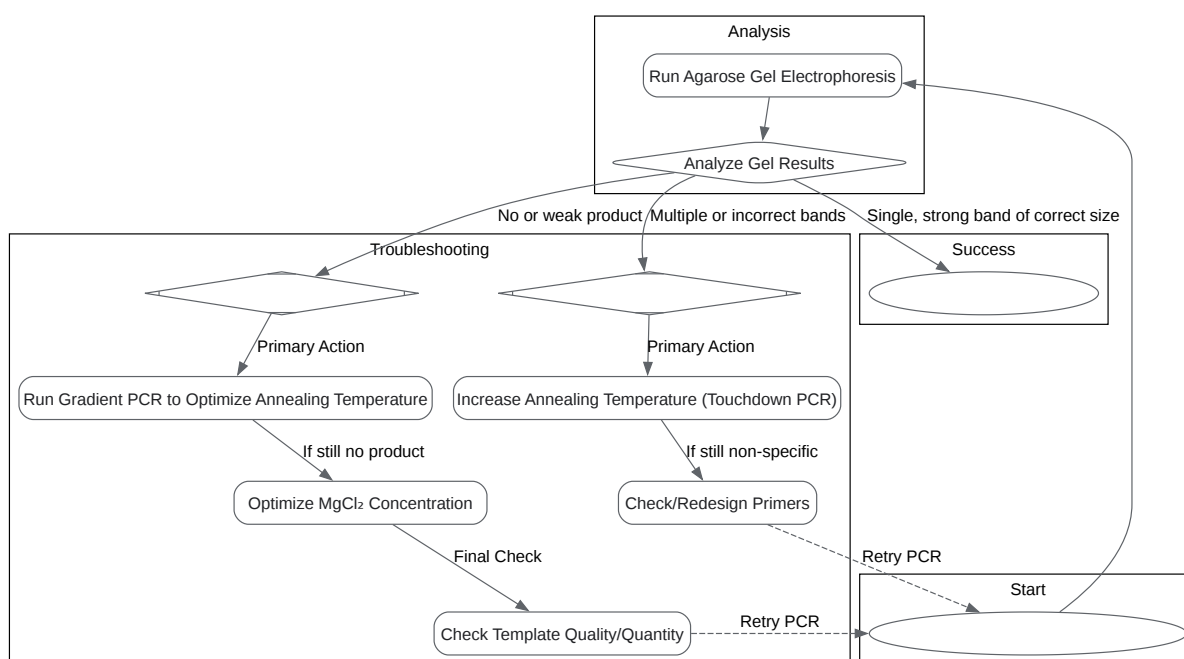 Analysis
Run Agarose Gel Electrophoresis
Analyze Gel Results
No or weak product
Multiple or incorrect bands
Single, strong band of correct size
Troubleshooting
Success
Primary Action
Primary Action
Run Gradient PCR to Optimize Annealing Temperature
Increase Annealing Temperature (Touchdown PCR)
If still no product
If still non-specific
Optimize MgCl₂ Concentration
Check/Redesign Primers
Final Check
Retry PCR
Start
Check Template Quality/Quantity
Retry PCR